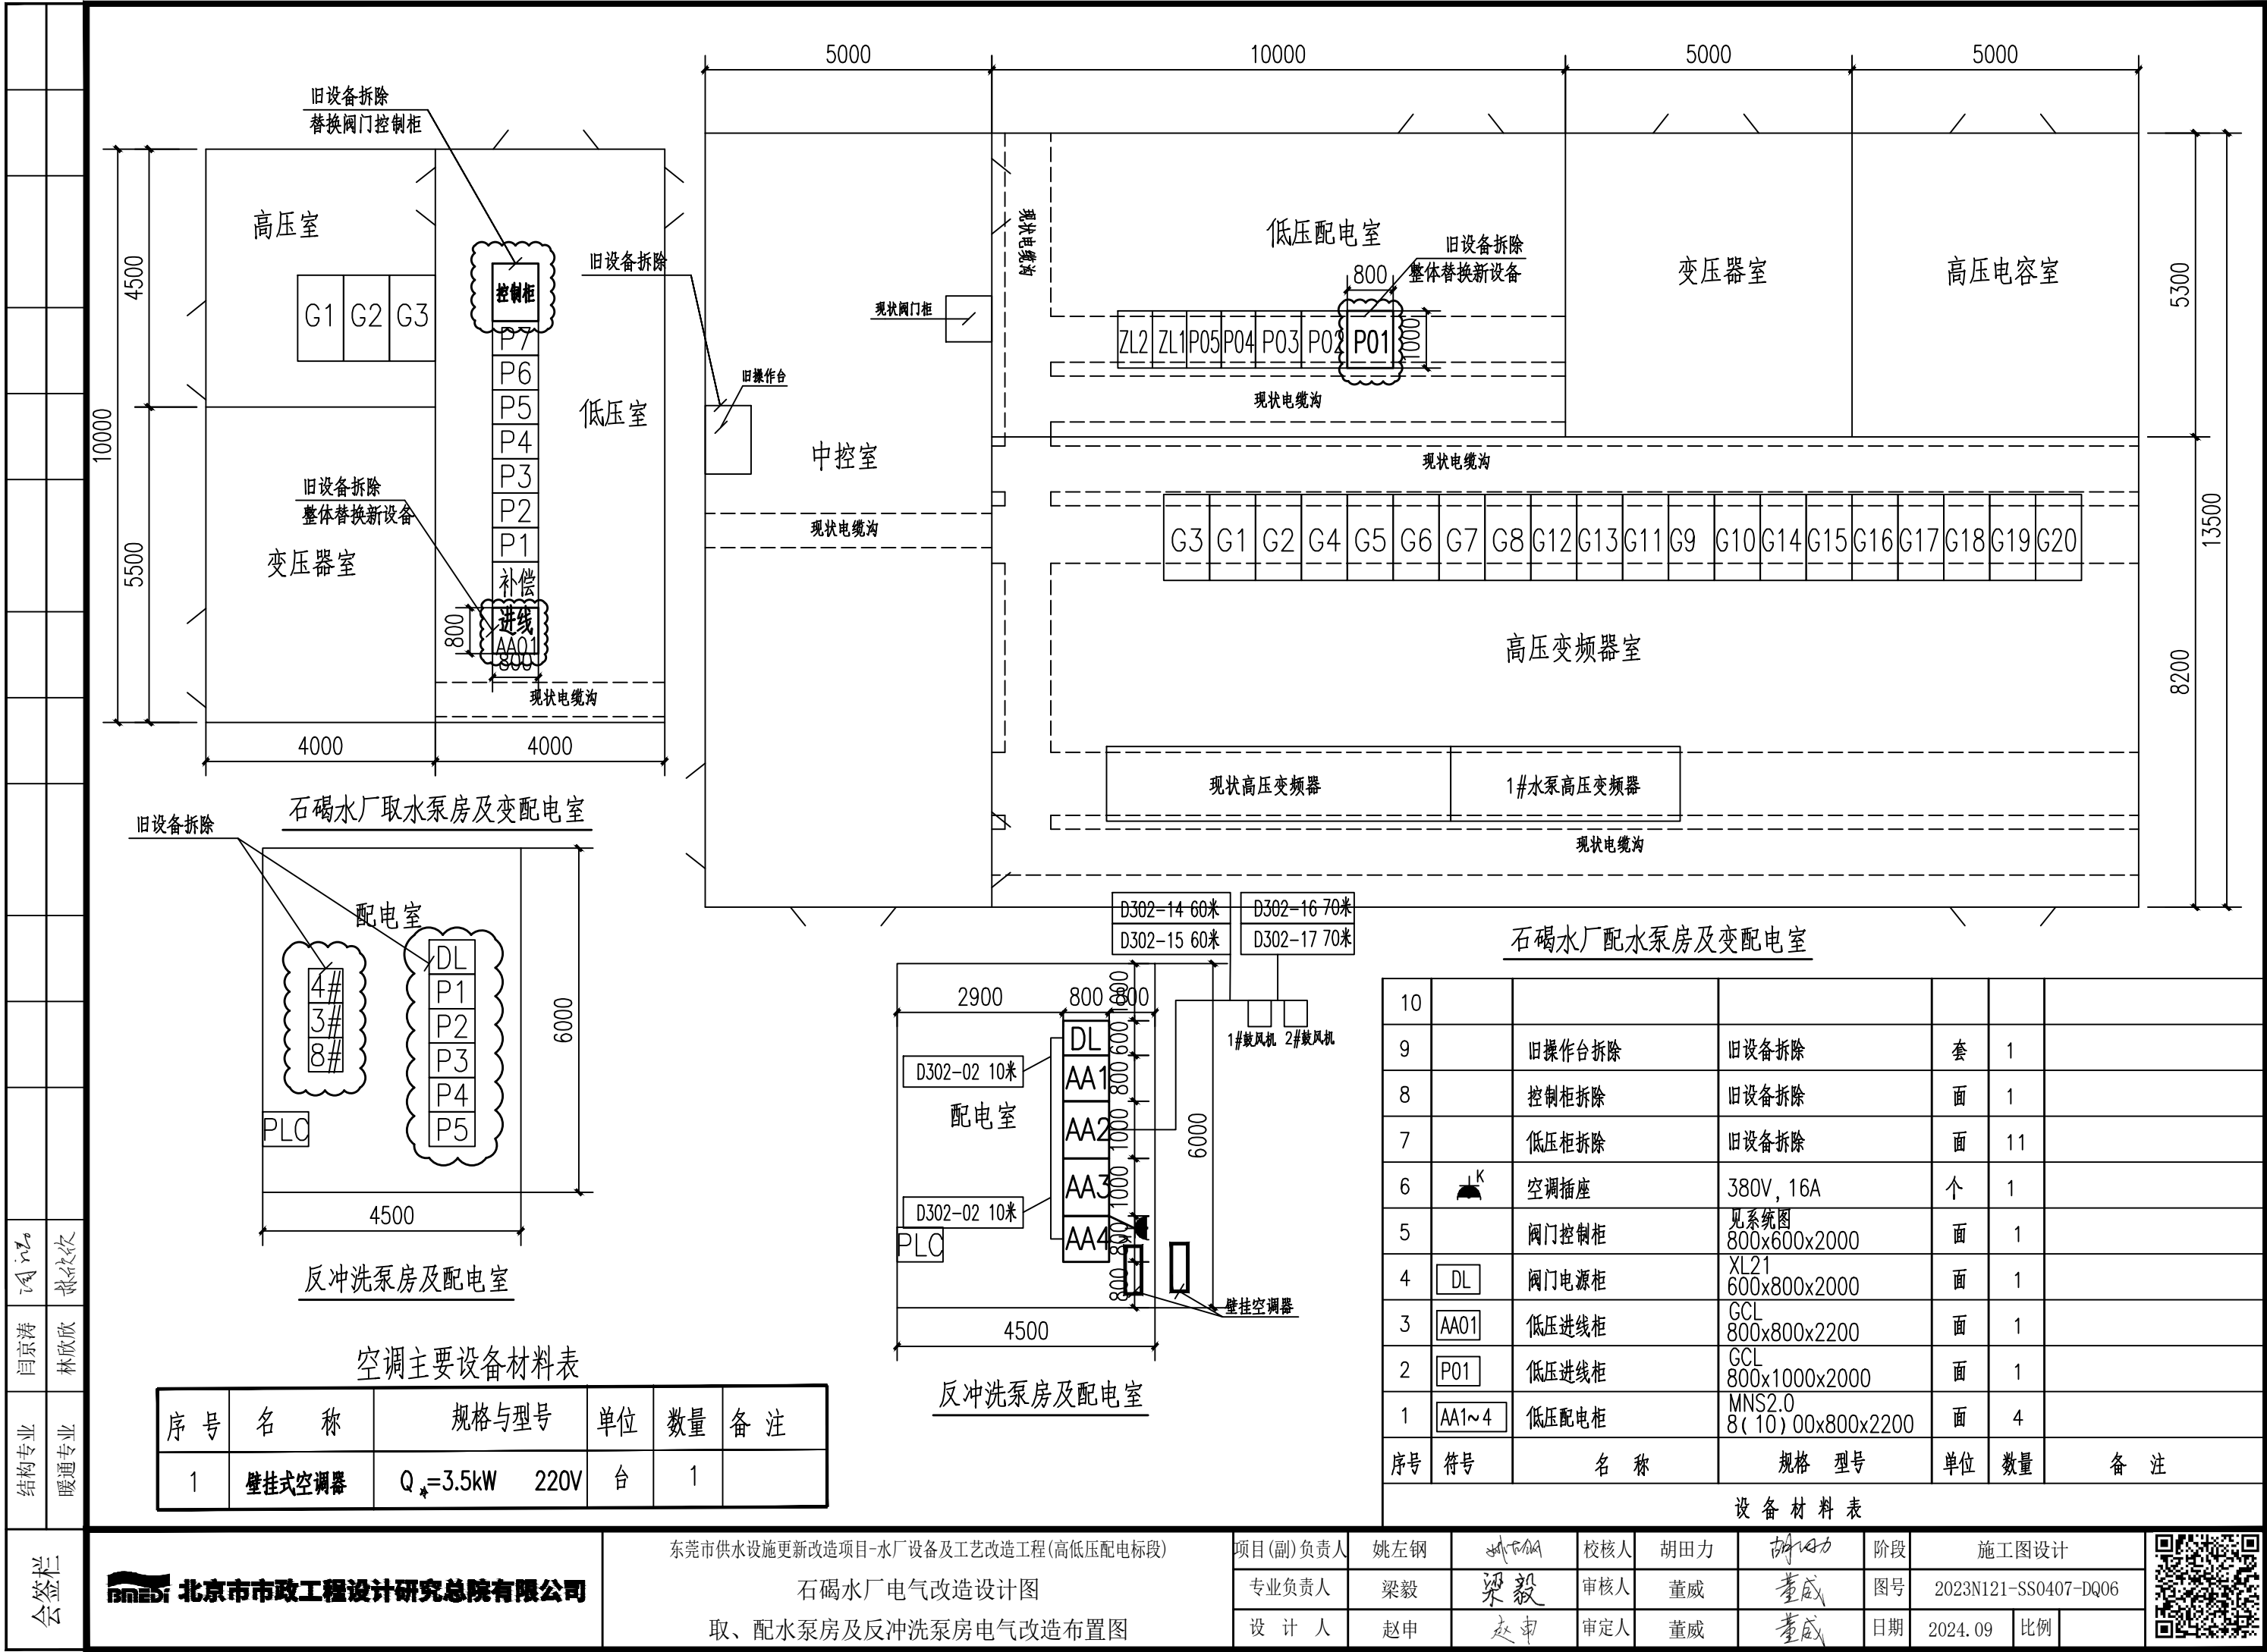 5000
10000
5000
5000
旧设备拆除
替换阀门控制柜
高压室
G1
G2
G3
控制柜
P7
P6
P5
P4
P3
P2
P1
补偿
进线
AA01
800
800
低压室
旧设备拆除
整体替换新设备
变压器室
现状电缆沟
10000
4500
5500
4000
4000
石碣水厂取水泵房及变配电室
旧设备拆除
旧操作台
中控室
现状电缆沟
现状阀门柜
现状电缆沟
低压配电室
旧设备拆除
整体替换新设备
800
1000
ZL2
ZL1
P05
P04
P03
P02
P01
现状电缆沟
变压器室
高压电容室
5300
13500
8200
现状电缆沟
G3
G1
G2
G4
G5
G6
G7
G8
G12
G13
G11
G9
G10
G14
G15
G16
G17
G18
G19
G20
高压变频器室
现状高压变频器
1#水泵高压变频器
现状电缆沟
石碣水厂配水泵房及变配电室
旧设备拆除
配电室
4#
3#
8#
DL
P1
P2
P3
P4
P5
PLC
6000
4500
反冲洗泵房及配电室
D302-14 60米
D302-15 60米
D302-16 70米
D302-17 70米
1#鼓风机
2#鼓风机
2900
800
800
1000
600
800
1000
1000
800
800
6000
DL
AA1
AA2
AA3
AA4
D302-02 10米
配电室
D302-02 10米
PLC
K
壁挂空调器
4500
反冲洗泵房及配电室
空调主要设备材料表
序 号 名 称 规格与型号 单位 数量 备 注
1 壁挂式空调器 Q冷=3.5kW 220V 台 1
10
9 旧操作台拆除 旧设备拆除 套 1
8 控制柜拆除 旧设备拆除 面 1
7 低压柜拆除 旧设备拆除 面 11
6 K 空调插座 380V, 16A 个 1
5 阀门控制柜 见系统图 800x600x2000 面 1
4 DL 阀门电源柜 XL21 600x800x2000 面 1
3 AA01 低压进线柜 GCL 800x800x2200 面 1
2 P01 低压进线柜 GCL 800x1000x2000 面 1
1 AA1~4 低压配电柜 MNS2.0 8(10)00x800x2200 面 4
序号 符号 名 称 规格 型号 单位 数量 备 注
设 备 材 料 表
会签栏
结构专业 闫京涛
暖通专业 林欣欣
BMEDI 北京市市政工程设计研究总院有限公司
东莞市供水设施更新改造项目-水厂设备及工艺改造工程(高低压配电标段)
石碣水厂电气改造设计图
取、配水泵房及反冲洗泵房电气改造布置图
项目(副)负责人 姚左钢 校核人 胡田力 阶段 施工图设计
专业负责人 梁毅 梁毅 审核人 董威 董威 图号 2023N121-SS0407-DQ06
设 计 人 赵申 赵申 审定人 董威 董威 日期 2024.09 比例